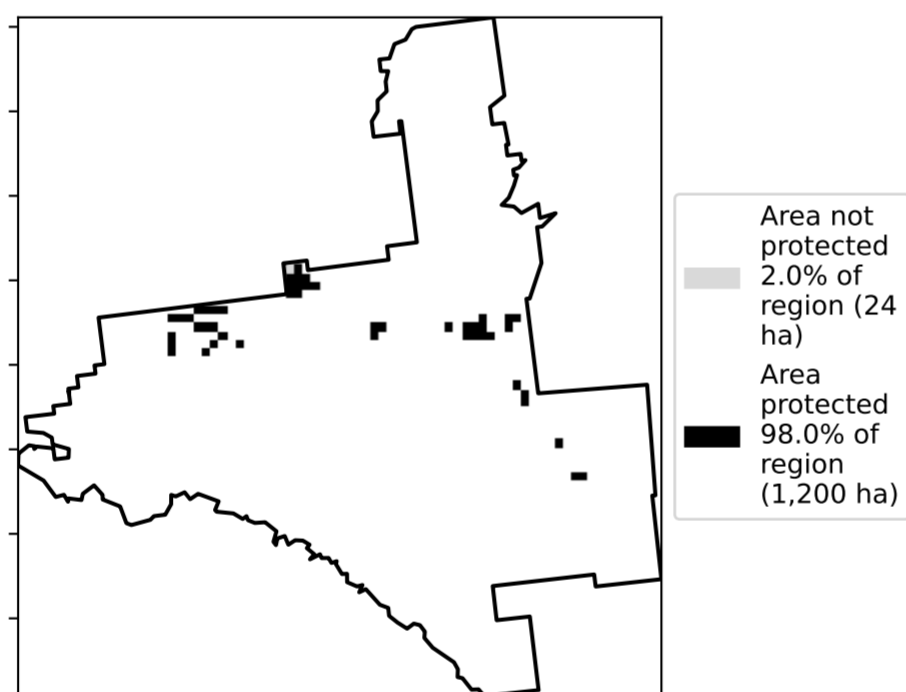 Area not
protected
2.0% of
region (24
ha)
Area
protected
98.0% of
region
(1,200 ha)